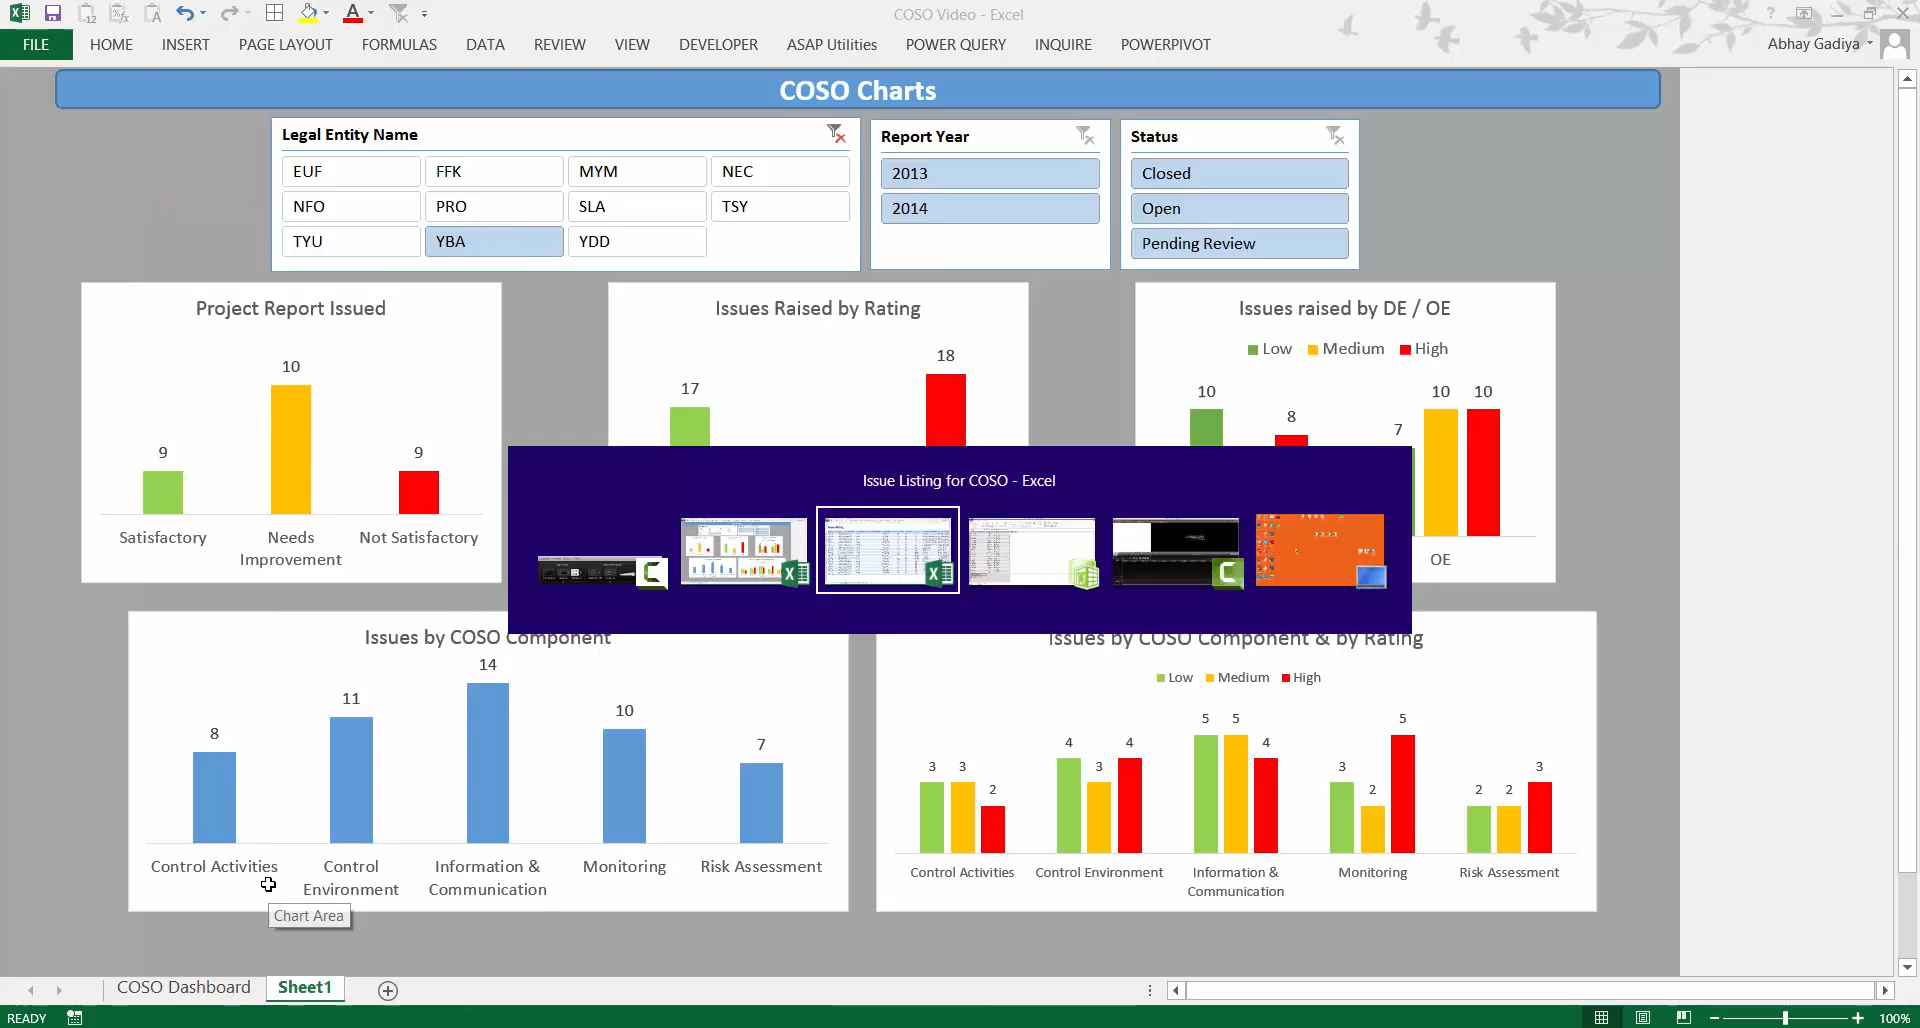 COSO Video - Excel
FILE HOME INSERT PAGE LAYOUT FORMULAS DATA REVIEW VIEW DEVELOPER ASAP Utilities POWER QUERY INQUIRE POWERPIVOT Abhay Gadiya
COSO Charts
Legal Entity Name
EUF FFK MYM NEC
NFO PRO SLA TSY
TYU YBA YDD
Report Year
2013
2014
Status
Closed
Open
Pending Review
Project Report Issued
10
9 9
Satisfactory Needs Improvement Not Satisfactory
Issues Raised by Rating
18
17
Issues raised by DE / OE
Low Medium High
10 8 7 10 10
OE
Issue Listing for COSO - Excel
Issues by COSO Component
8 11 14 10 7
Control Activities Control Environment Information & Communication Monitoring Risk Assessment
Chart Area
Issues by COSO Component & by Rating
Low Medium High
3 3 2 4 3 4 5 5 4 3 2 5 2 2 3
Control Activities Control Environment Information & Communication Monitoring Risk Assessment
COSO Dashboard Sheet1
READY 100%